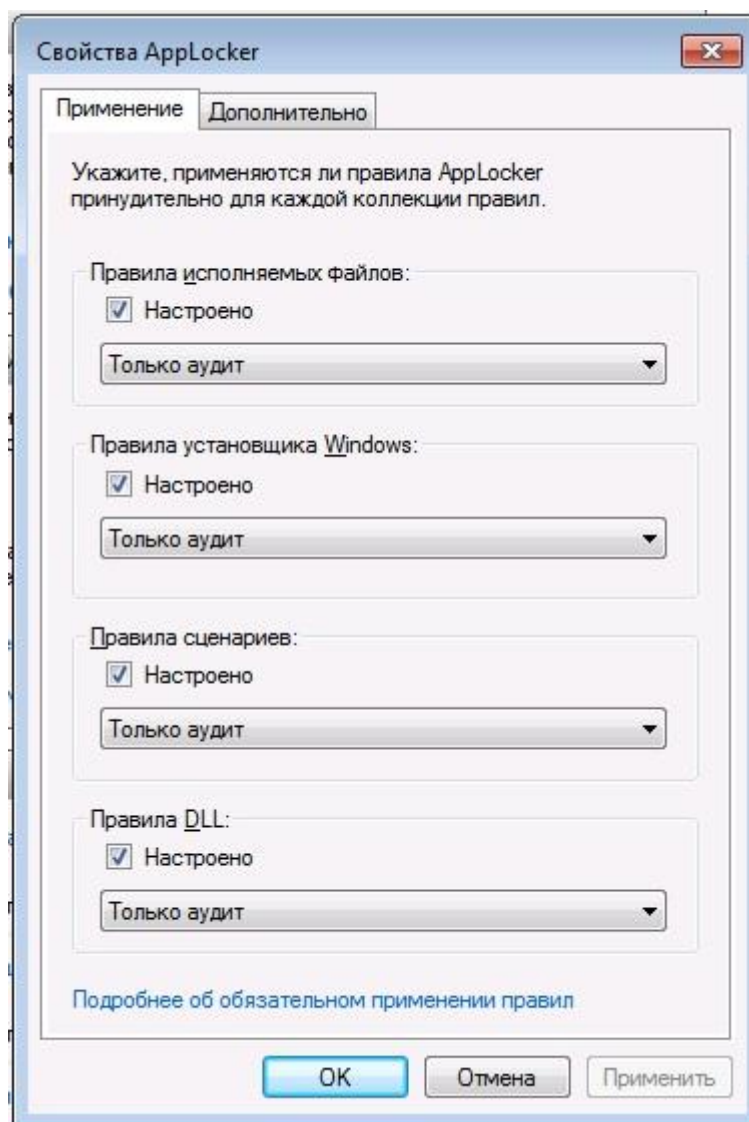 Свойства AppLocker
Применение
Дополнительно
Укажите, применяются ли правила AppLocker
принудительно для каждой коллекции правил.
Правила исполняемых файлов:
Настроено
Только аудит
Правила установщика Windows:
Настроено
Только аудит
Правила сценариев:
Настроено
Только аудит
Правила DLL:
Настроено
Только аудит
Подробнее об обязательном применении правил
OK
Отмена
Применить